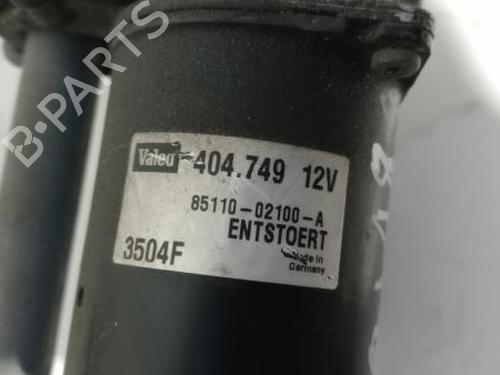 B-PARTS
Valeo 404.749 12V
85110-02100-A
ENTSTOERT
3504F
Made in
Germany